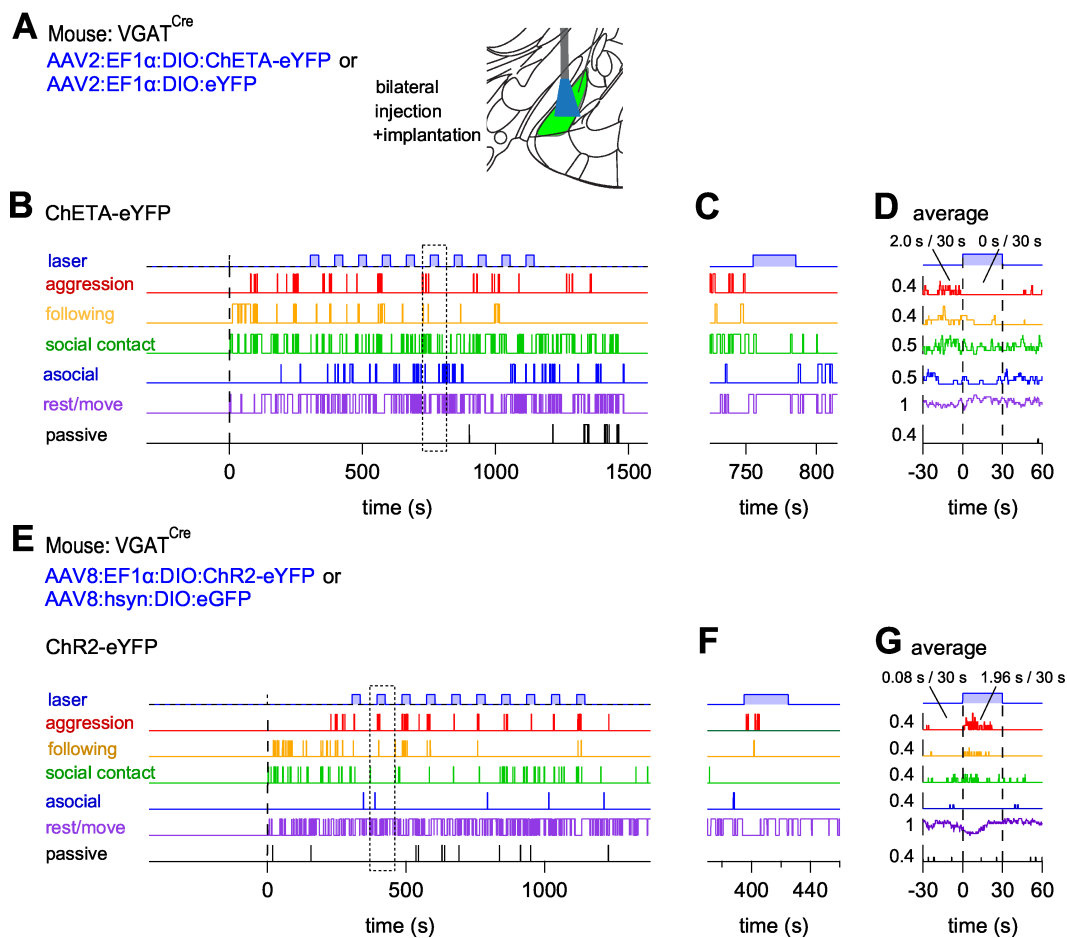 A
Mouse: VGATCre
AAV2:EF1α:DIO:ChETA-eYFP or
AAV2:EF1α:DIO:eYFP
bilateral
injection
+implantation
B ChETA-eYFP
laser
aggression
following
social contact
asocial
rest/move
passive
0 500 1000 1500
time (s)
C
750 800
time (s)
D average
2.0 s / 30 s 0 s / 30 s
0.4
0.4
0.5
0.5
1
0.4
-30 0 30 60
time (s)
E Mouse: VGATCre
AAV8:EF1α:DIO:ChR2-eYFP or
AAV8:hsyn:DIO:eGFP
ChR2-eYFP
laser
aggression
following
social contact
asocial
rest/move
passive
0 500 1000
time (s)
F
400 440
time (s)
G average
0.08 s / 30 s 1.96 s / 30 s
0.4
0.4
0.4
0.4
1
0.4
-30 0 30 60
time (s)